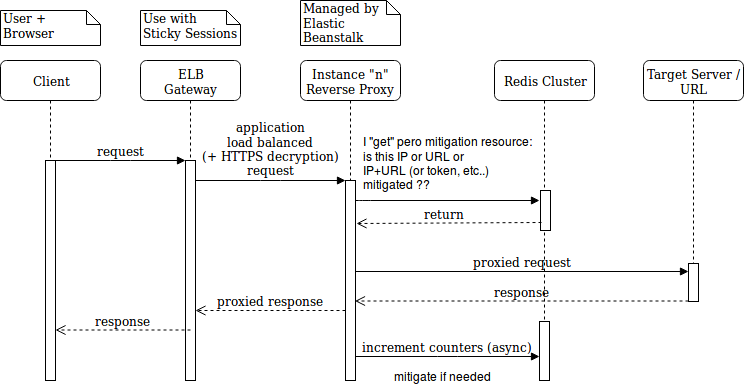 User +
Browser
Use with
Sticky Sessions
Managed by
Elastic
Beanstalk
Client
ELB
Gateway
Instance "n"
Reverse Proxy
Redis Cluster
Target Server /
URL
request
application
load balanced
(+ HTTPS decryption)
request
I "get" pero mitigation resource:
is this IP or URL or
IP+URL (or token, etc..)
mitigated ??
return
proxied request
response
proxied response
response
increment counters (async)
mitigate if needed